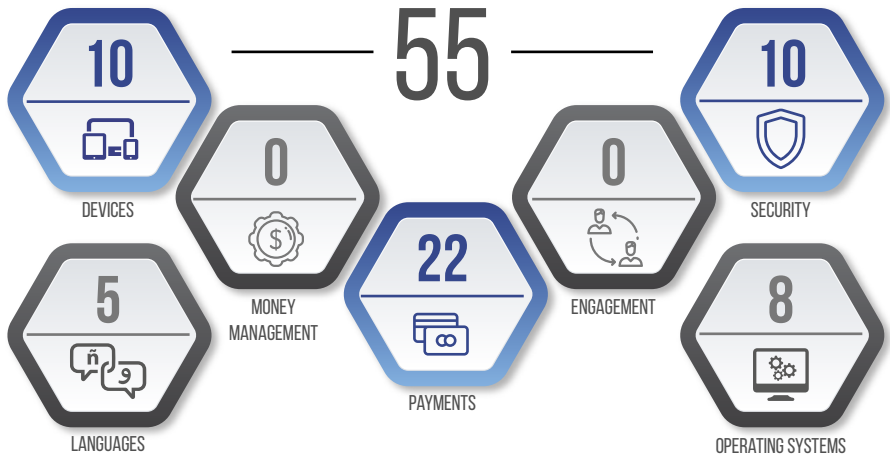 55
10
DEVICES
10
SECURITY
0
MONEY
MANAGEMENT
0
ENGAGEMENT
22
PAYMENTS
5
ñ
و
LANGUAGES
8
OPERATING SYSTEMS